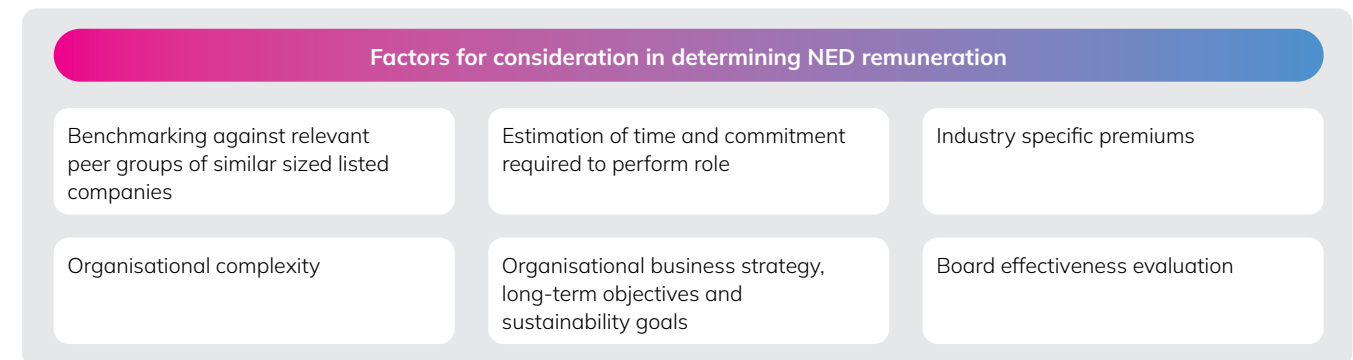 Factors for consideration in determining NED remuneration
Benchmarking against relevant
peer groups of similar sized listed
companies
Estimation of time and commitment
required to perform role
Industry specific premiums
Organisational complexity
Organisational business strategy,
long-term objectives and
sustainability goals
Board effectiveness evaluation